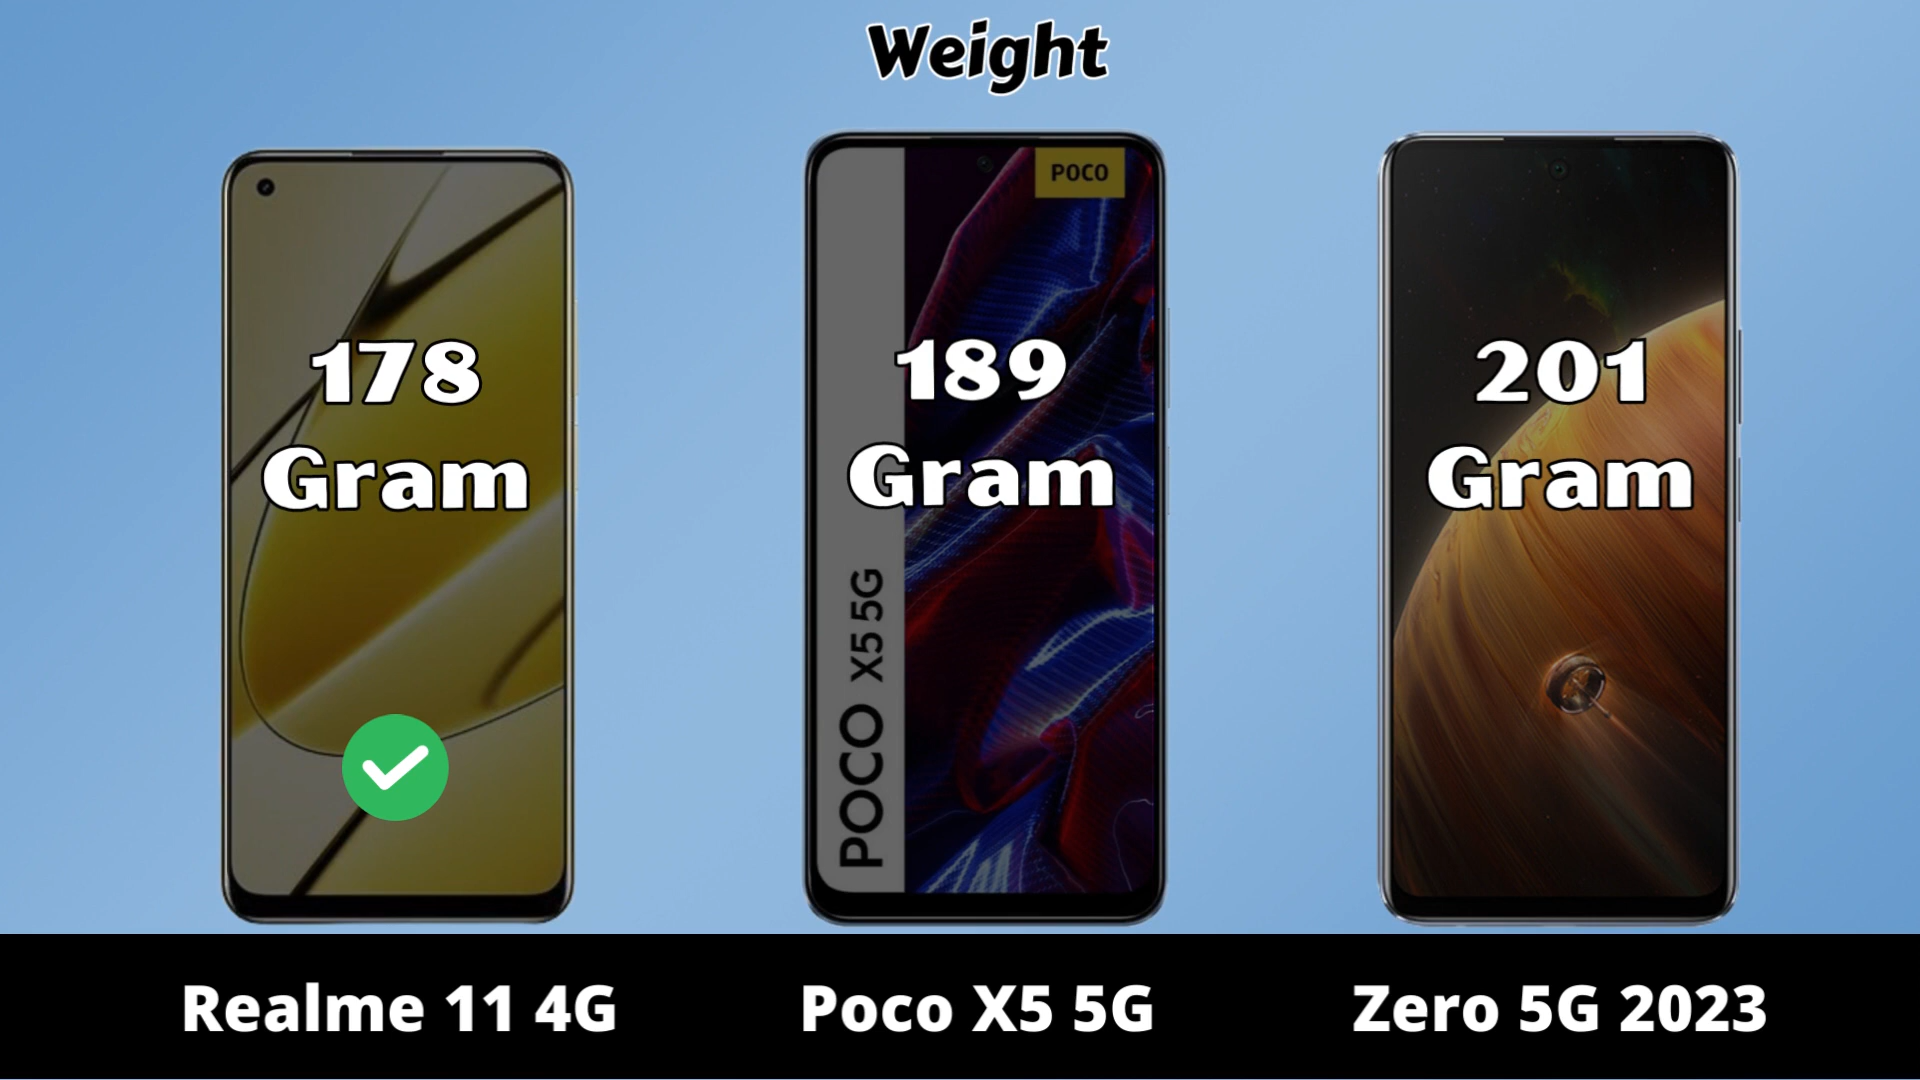 Weight
178
Gram
189
Gram
201
Gram
POCO
POCO X5 5G
Realme 11 4G
Poco X5 5G
Zero 5G 2023